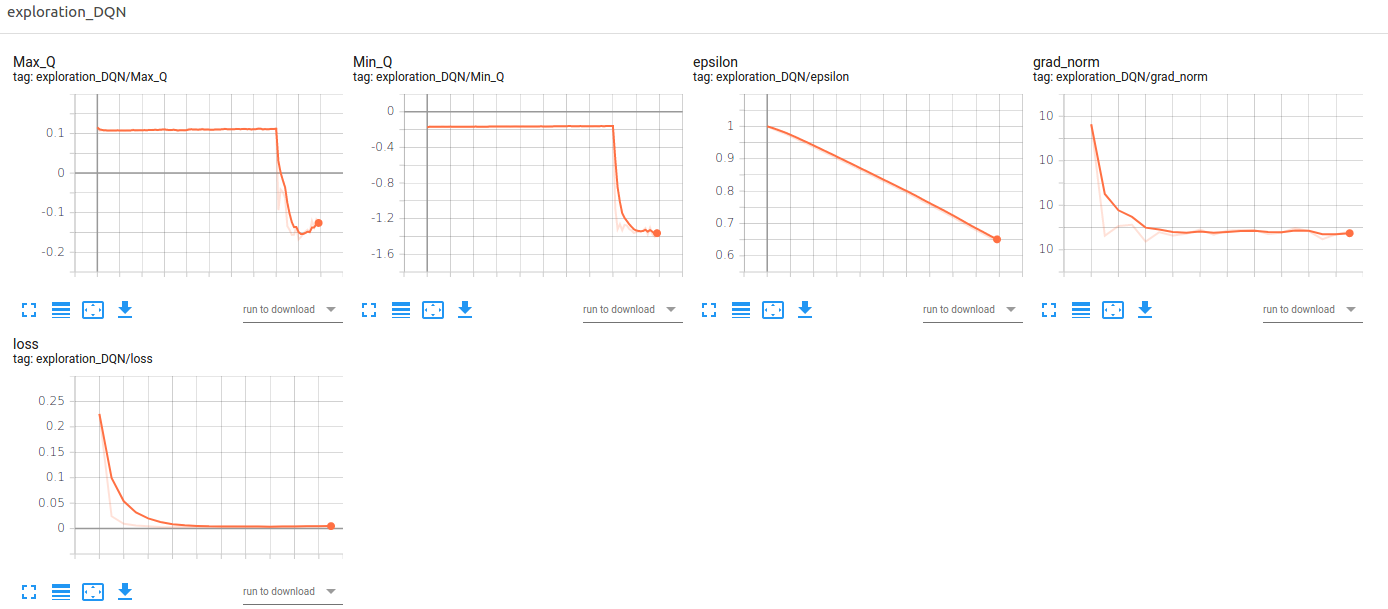 exploration_DQN
Max_Q
tag: exploration_DQN/Max_Q
0.1
0
-0.1
-0.2
run to download
Min_Q
tag: exploration_DQN/Min_Q
0
-0.4
-0.8
-1.2
-1.6
run to download
epsilon
tag: exploration_DQN/epsilon
1
0.9
0.8
0.7
0.6
run to download
grad_norm
tag: exploration_DQN/grad_norm
10
10
10
10
run to download
loss
tag: exploration_DQN/loss
0.25
0.2
0.15
0.1
0.05
0
run to download